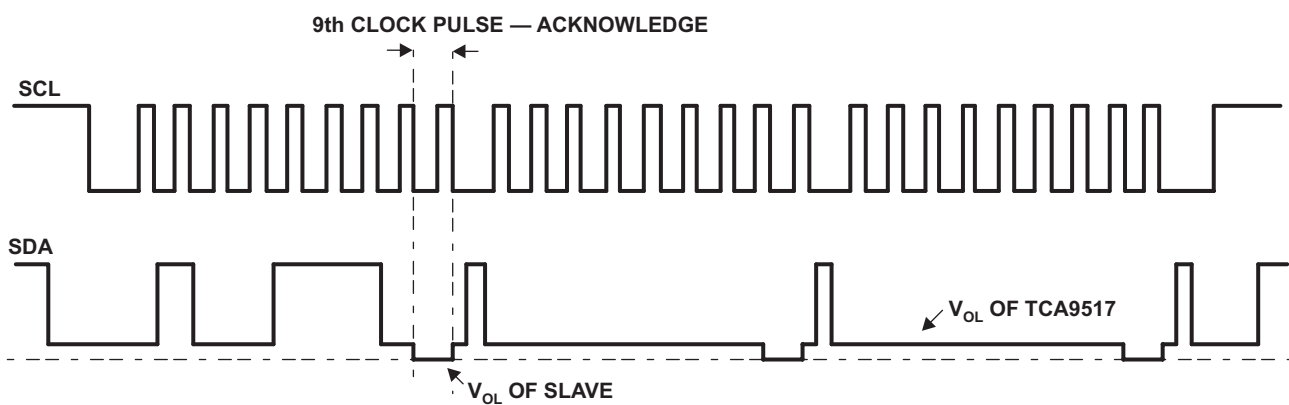 9th CLOCK PULSE — ACKNOWLEDGE
SCL
SDA
VOL OF TCA9517
VOL OF SLAVE